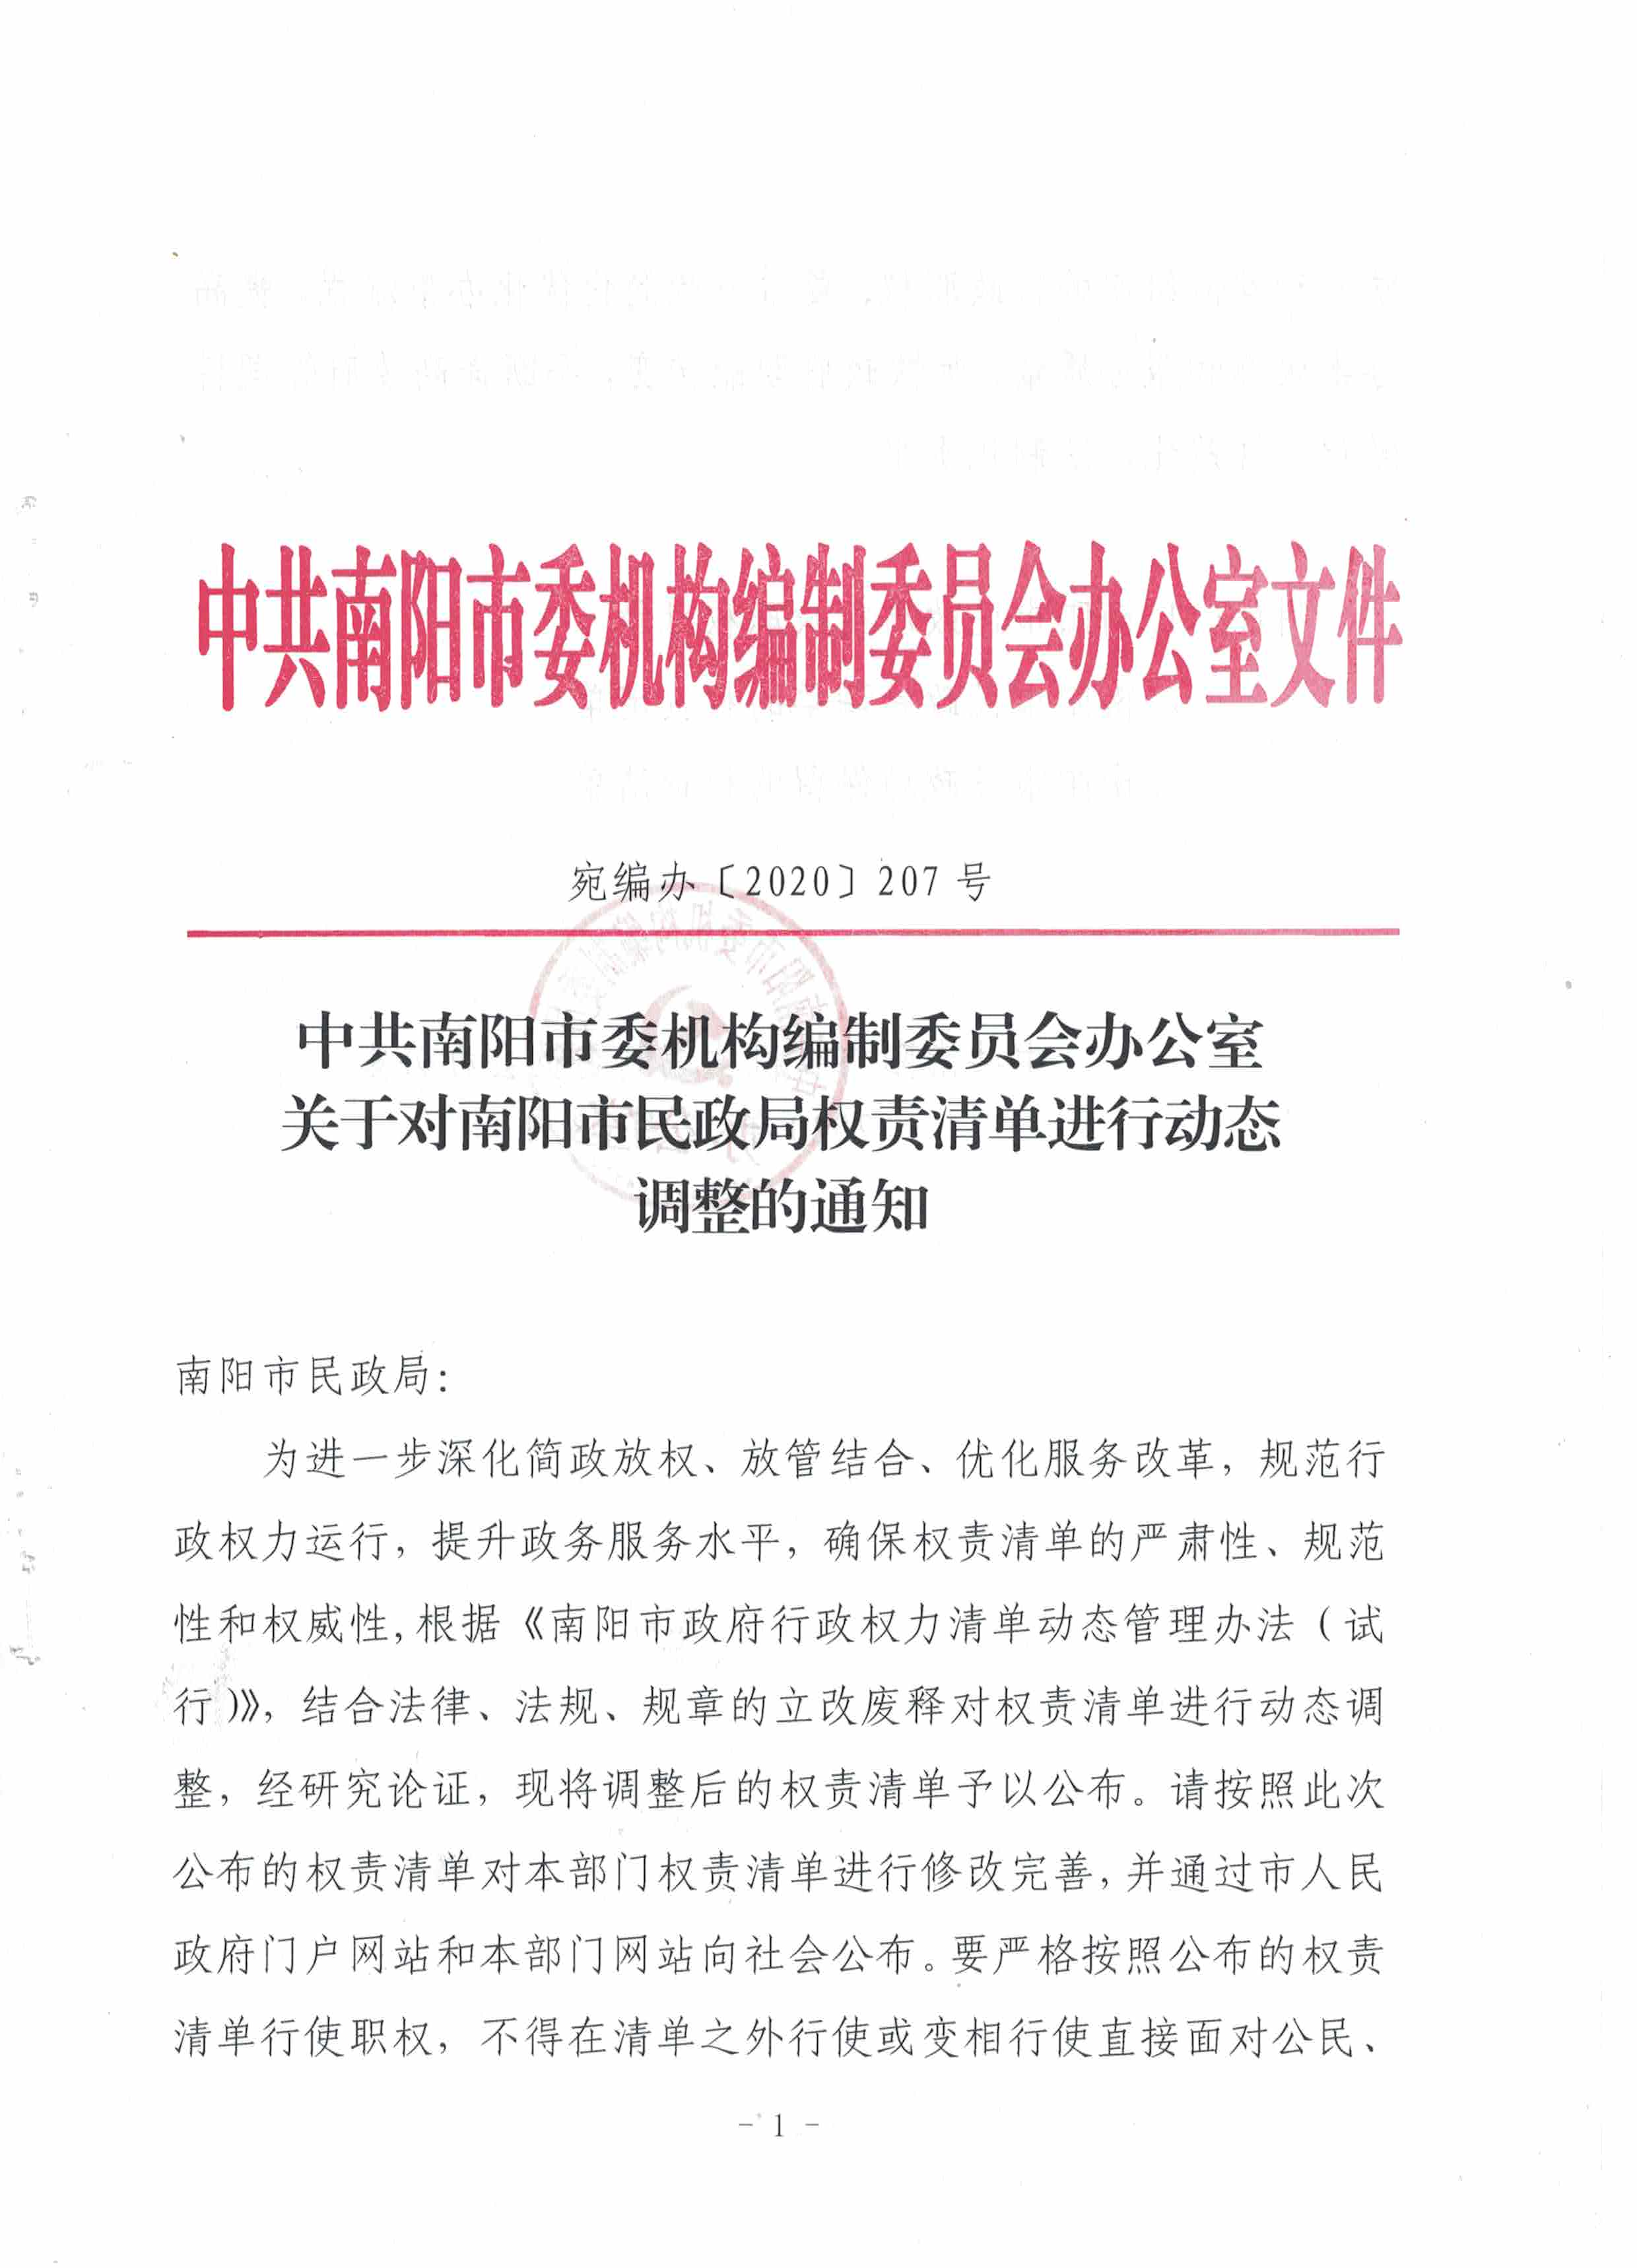 中共南阳市委机构编制委员会办公室文件
宛编办〔2020〕207 号
中共南阳市委机构编制委员会办公室
关于对南阳市民政局权责清单进行动态
调整的通知
南阳市民政局：
为进一步深化简政放权、放管结合、优化服务改革，规范行
政权力运行，提升政务服务水平，确保权责清单的严肃性、规范
性和权威性，根据《南阳市政府行政权力清单动态管理办法（试
行）》，结合法律、法规、规章的立改废释对权责清单进行动态调
整，经研究论证，现将调整后的权责清单予以公布。请按照此次
公布的权责清单对本部门权责清单进行修改完善，并通过市人民
政府门户网站和本部门网站向社会公布。要严格按照公布的权责
清单行使职权，不得在清单之外行使或变相行使直接面对公民、
- 1 -